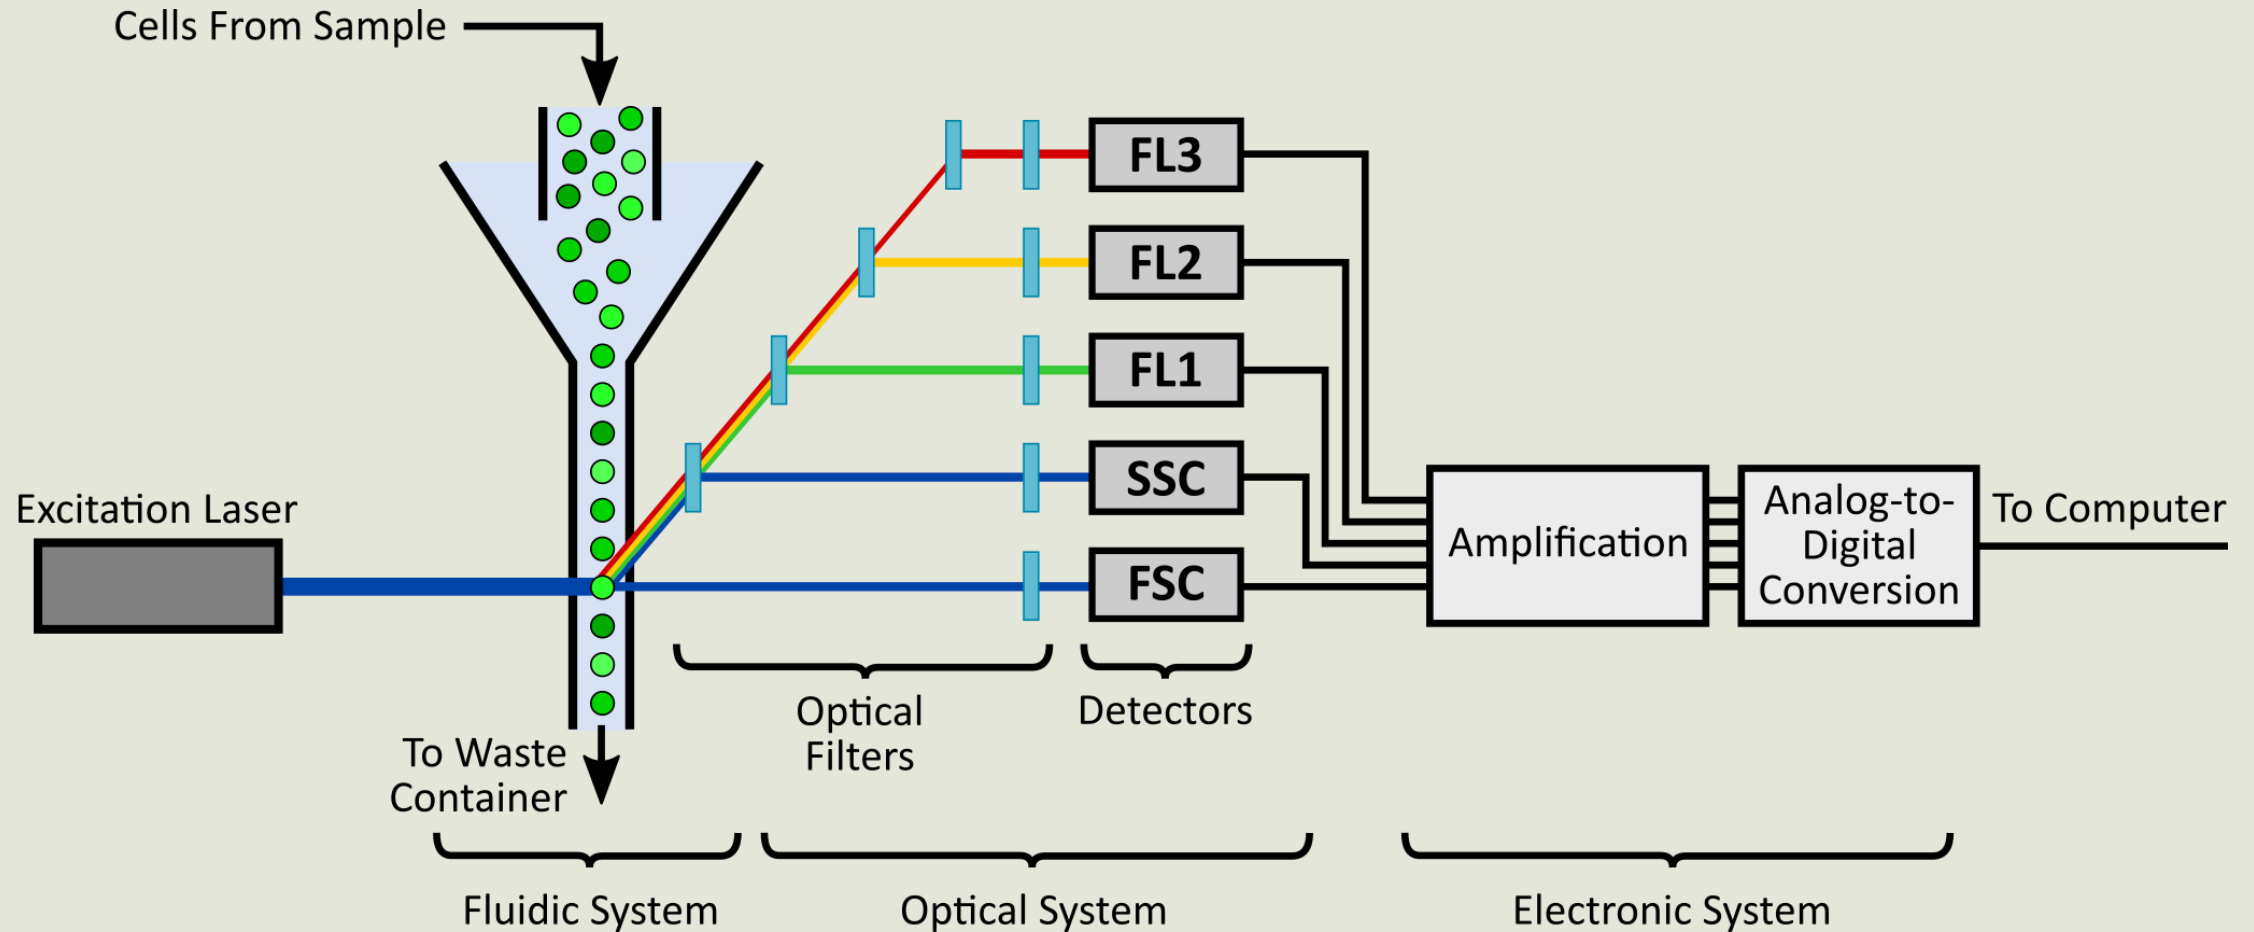 Cells From Sample
FL3
FL2
FL1
SSC
FSC
Excitation Laser
Amplification
Analog-to-
Digital
Conversion
To Computer
Optical
Filters
Detectors
To Waste
Container
Fluidic System
Optical System
Electronic System